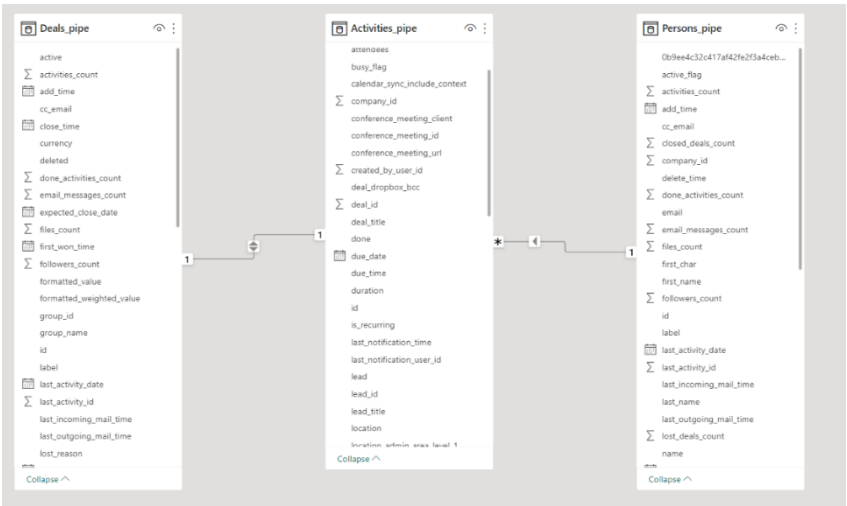 Deals_pipe
active
activities_count
add_time
cc_email
close_time
currency
deleted
done_activities_count
email_messages_count
expected_close_date
files_count
first_won_time
followers_count
formatted_value
formatted_weighted_value
group_id
group_name
id
label
last_activity_date
last_activity_id
last_incoming_mail_time
last_outgoing_mail_time
lost_reason
Collapse
1
1
Activities_pipe
attendees
busy_flag
calendar_sync_include_context
company_id
conference_meeting_client
conference_meeting_id
conference_meeting_url
created_by_user_id
deal_dropbox_bcc
deal_id
deal_title
done
due_date
due_time
duration
id
is_recurring
last_notification_time
last_notification_user_id
lead
lead_id
lead_title
location
location_admin_area_level_1
Collapse
*
1
Persons_pipe
0b9ee4c32c417af42fe2f3a4ceb...
active_flag
activities_count
add_time
cc_email
closed_deals_count
company_id
delete_time
done_activities_count
email
email_messages_count
files_count
first_char
first_name
followers_count
id
label
last_activity_date
last_activity_id
last_incoming_mail_time
last_name
last_outgoing_mail_time
lost_deals_count
name
Collapse